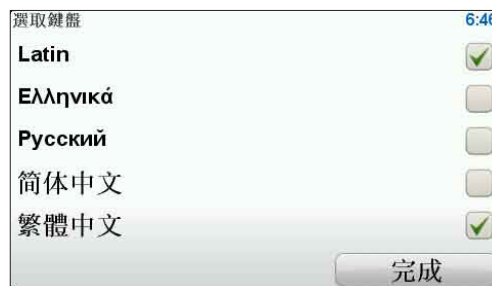 選取鍵盤
6:46
Latin
Ελληνικά
Русский
简体中文
繁體中文
完成